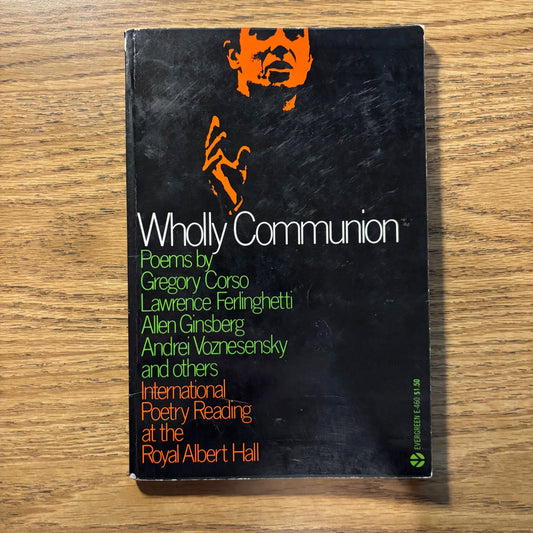 Wholly Communion
Poems by
Gregory Corso
Lawrence Ferlinghetti
Allen Ginsberg
Andrei Voznesensky
and others
International
Poetry Reading
at the
Royal Albert Hall
EVERGREEN E-460 $1.50